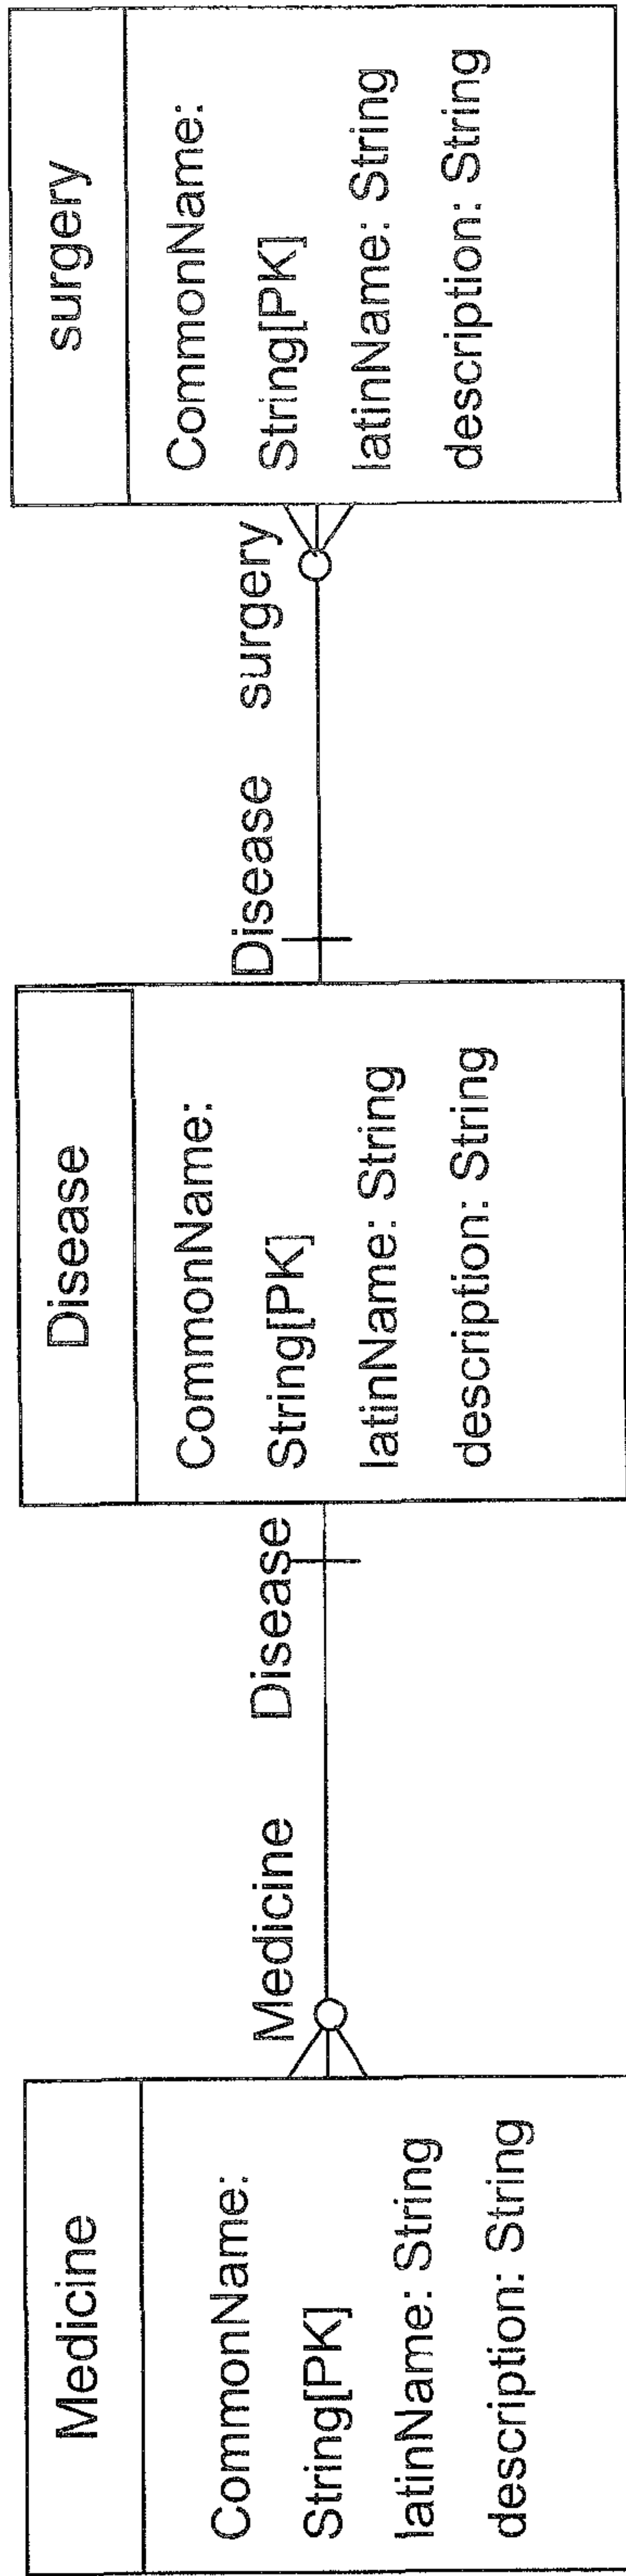 Medicine
CommonName:
String[PK]
latinName: String
description: String
Medicine
Disease
Disease
CommonName:
String[PK]
latinName: String
description: String
Disease
surgery
surgery
CommonName:
String[PK]
latinName: String
description: String